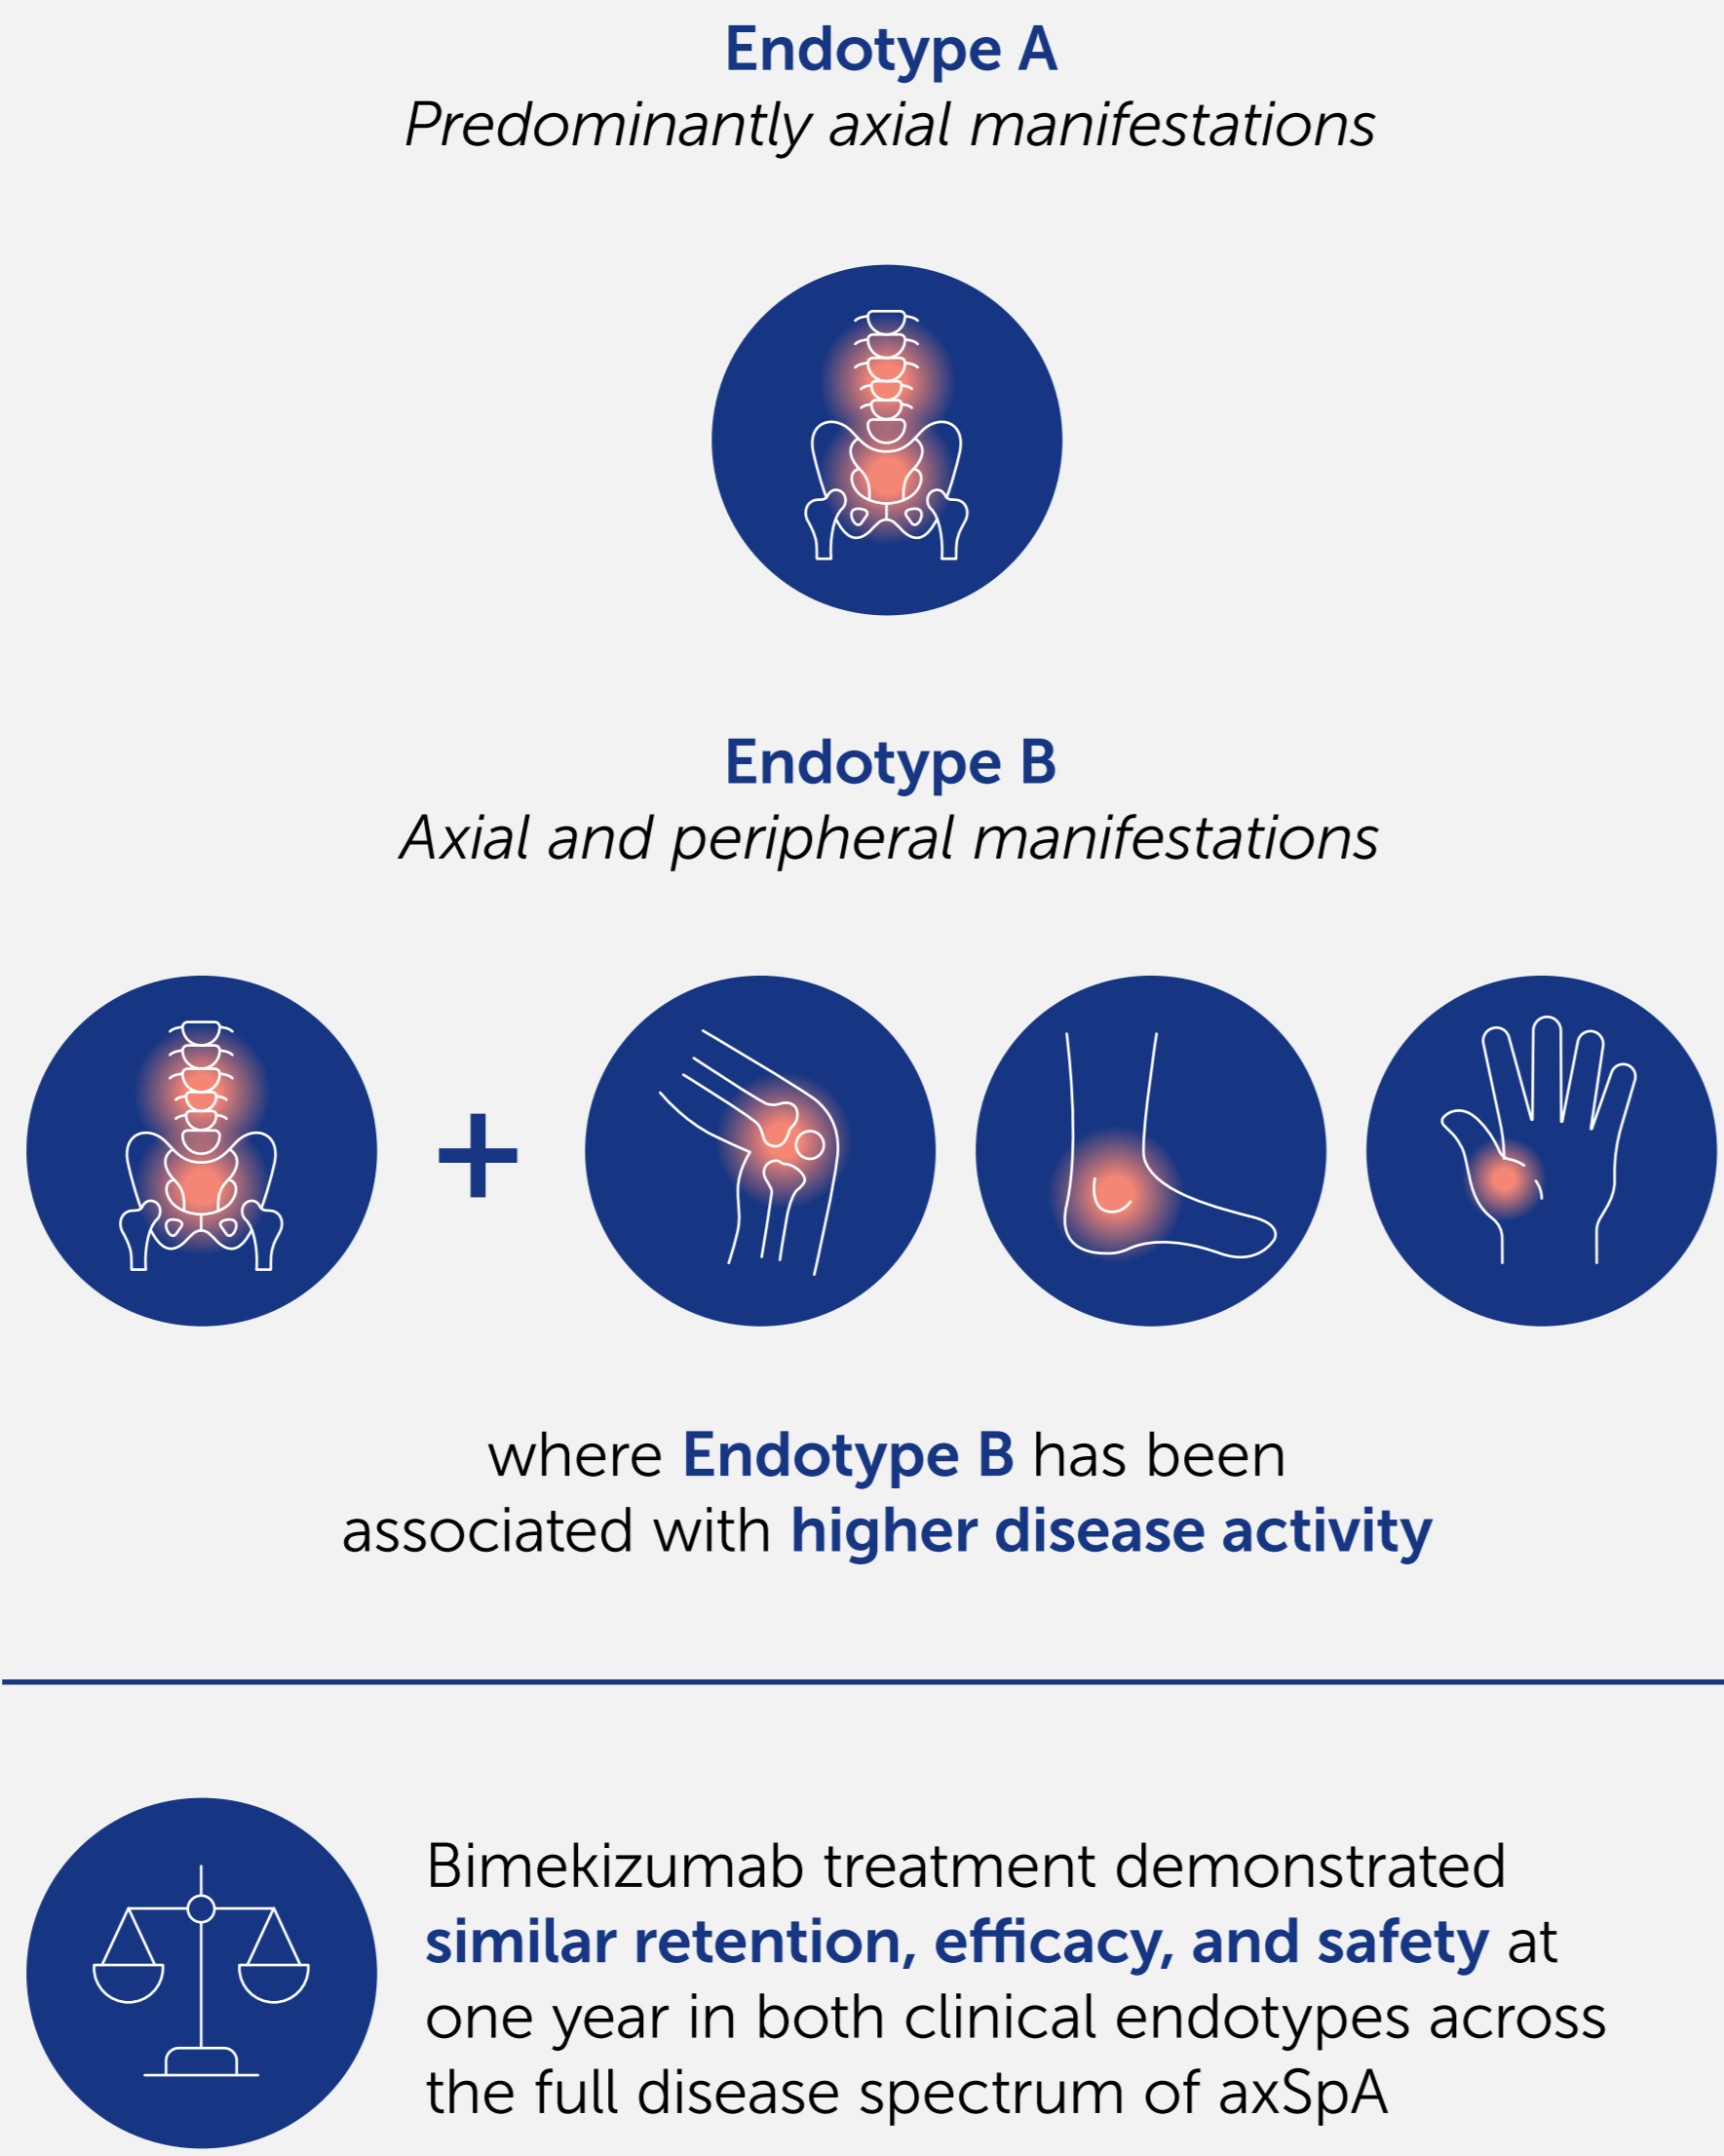 Endotype A
Predominantly axial manifestations
Endotype B
Axial and peripheral manifestations
+
where Endotype B has been
associated with higher disease activity
Bimekizumab treatment demonstrated
similar retention, efficacy, and safety at
one year in both clinical endotypes across
the full disease spectrum of axSpA